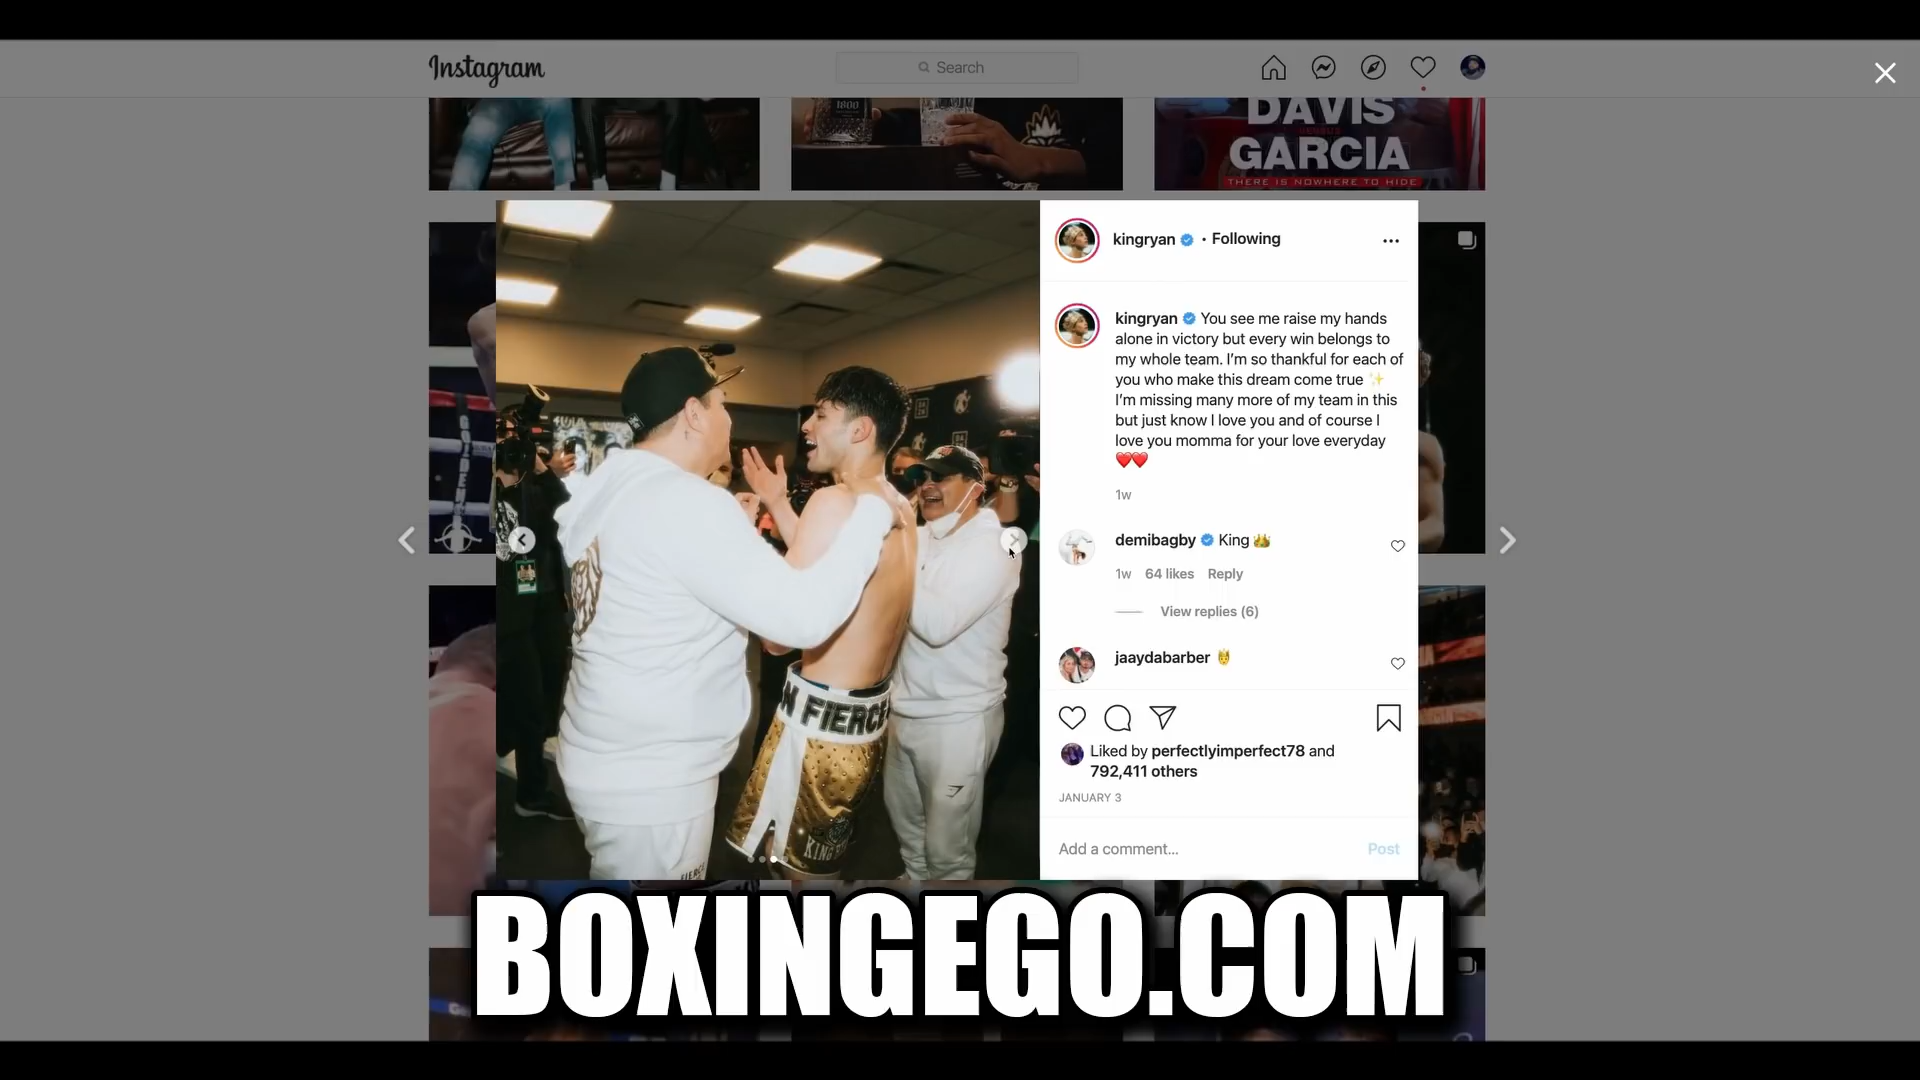 Instagram
Search
1800
DAVIS
VERSUS
GARCIA
THERE IS NOWHERE TO HIDE
kingryan • Following
kingryan You see me raise my hands
alone in victory but every win belongs to
my whole team. I'm so thankful for each of
you who make this dream come true ✨
I'm missing many more of my team in this
but just know I love you and of course I
love you momma for your love everyday
❤️❤️
1w
demibagby King 👑
1w 64 likes Reply
View replies (6)
jaaydabarber 🤴
Liked by perfectlyimperfect78 and
792,411 others
JANUARY 3
Add a comment...
Post
N FIERCE
FIERCE
BOXINGEGO.COM